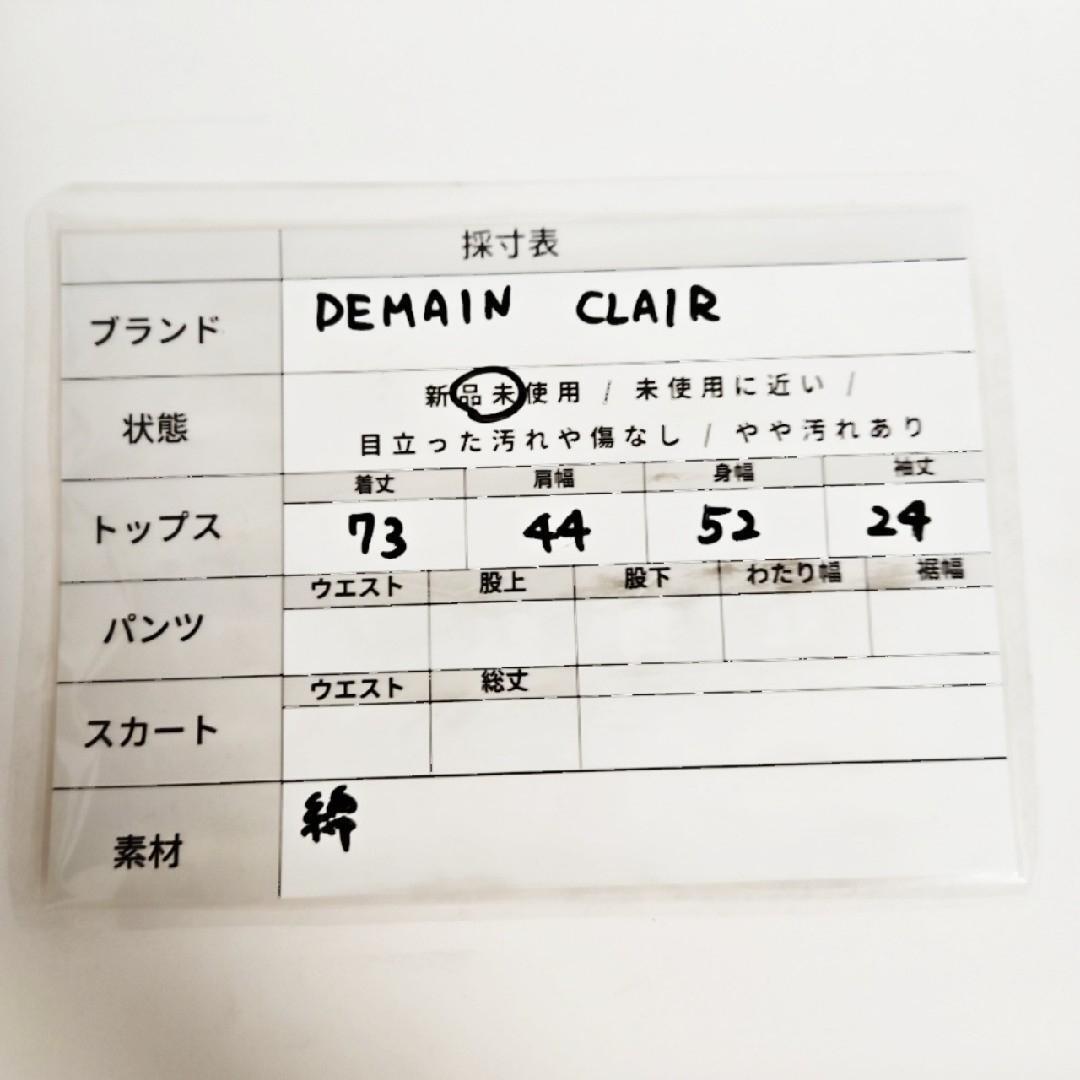 採寸表
ブランド DEMAIN CLAIR
状態 新品未使用 / 未使用に近い /
目立った汚れや傷なし / やや汚れあり
着丈 肩幅 身幅 袖丈
トップス 73 44 52 24
ウエスト 股上 股下 わたり幅 裾幅
パンツ
ウエスト 総丈
スカート
素材 綿